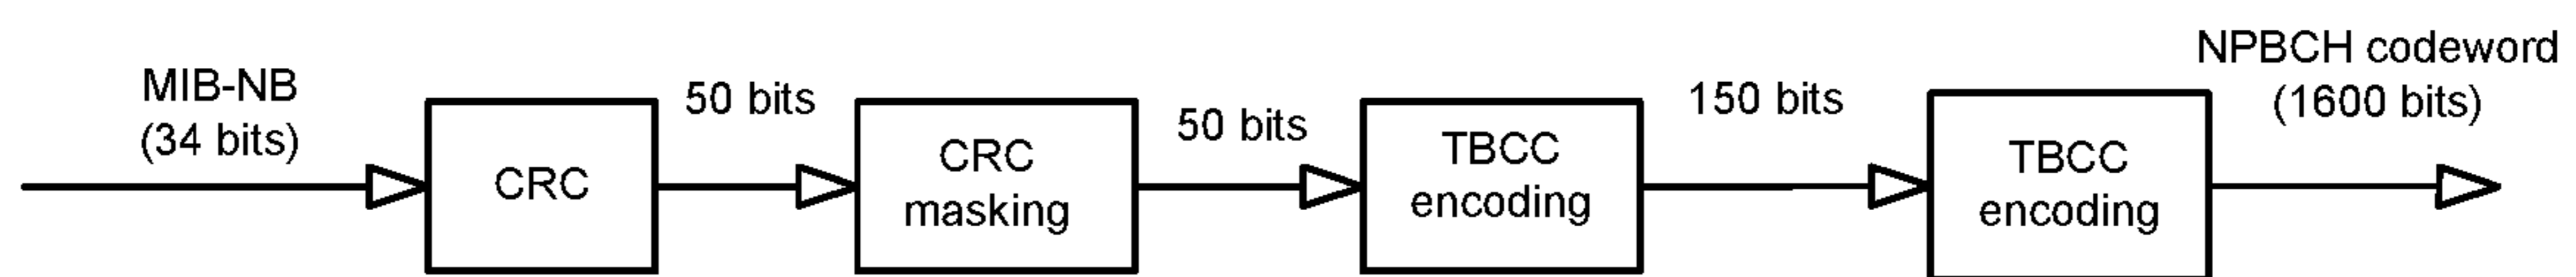 MIB-NB
(34 bits)
CRC
50 bits
CRC
masking
50 bits
TBCC
encoding
150 bits
TBCC
encoding
NPBCH codeword
(1600 bits)